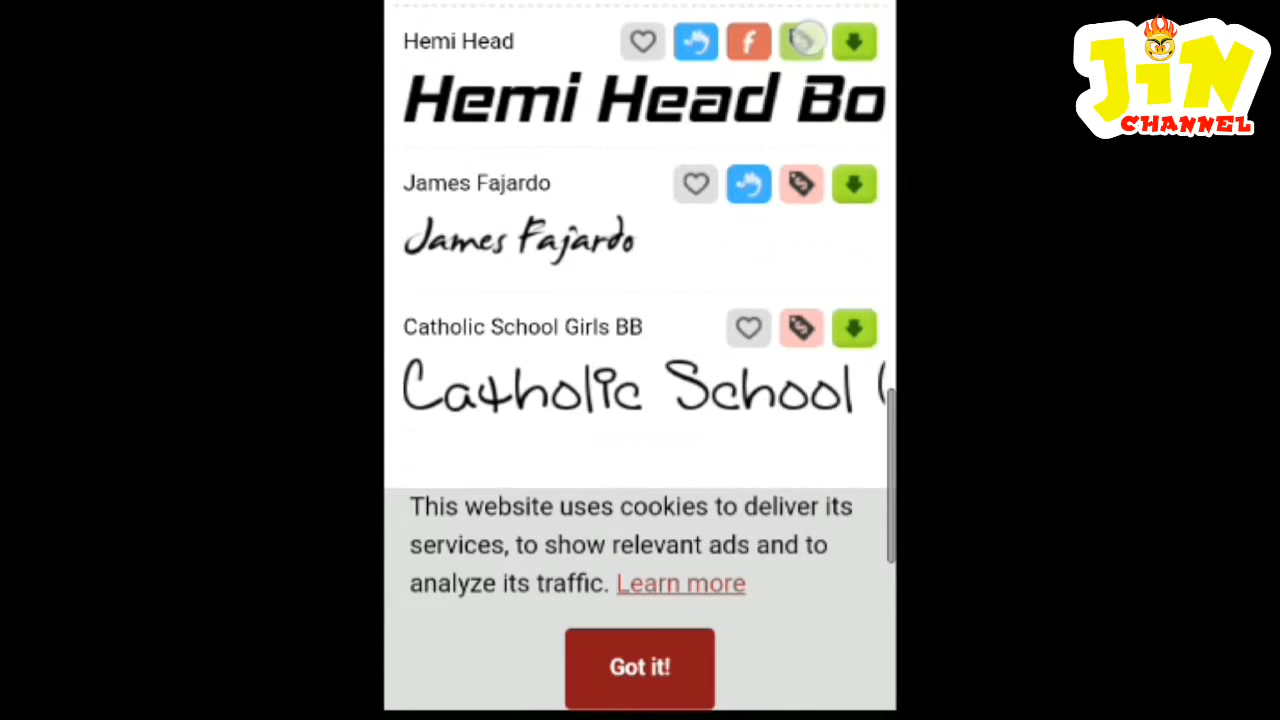 JiN
CHANNEL
Hemi Head
Hemi Head Bo
James Fajardo
James Fajardo
Catholic School Girls BB
Catholic School
This website uses cookies to deliver its
services, to show relevant ads and to
analyze its traffic. Learn more
Got it!